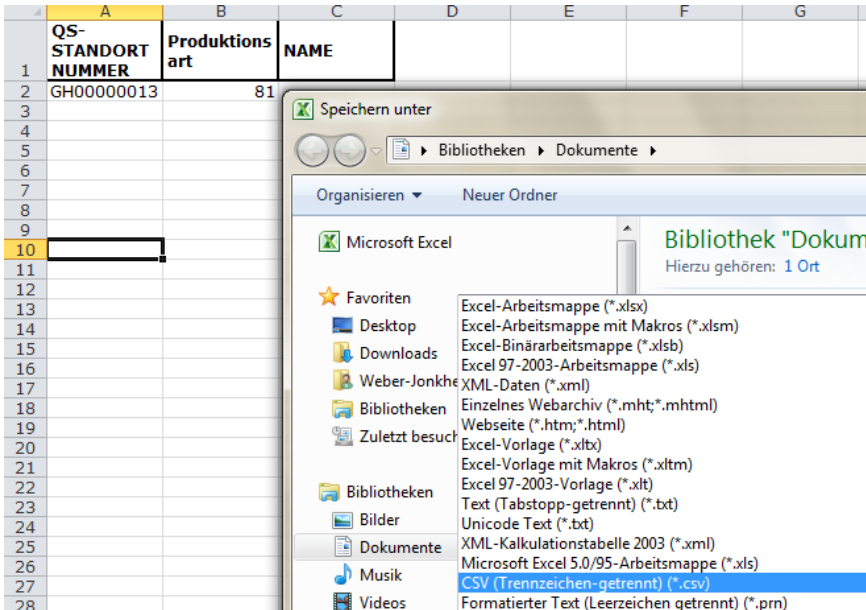 A B C D E F G
1 QS-STANDORT NUMMER Produktions art NAME
2 GH00000013 81
3
4
5
6
7
8
9
10
11
12
13
14
15
16
17
18
19
20
21
22
23
24
25
26
27
28
Speichern unter
Bibliotheken Dokumente
Organisieren Neuer Ordner
Microsoft Excel
Favoriten
Desktop
Downloads
Bibliotheken
Bibliotheken
Bilder
Dokumente
Musik
Videos
Hierzu gehören: 1 Ort
Excel-Arbeitsmappe (*.xlsx)
Excel-Arbeitsmappe mit Makros (*.xlsm)
Excel-Binärarbeitsmappe (*.xlsb)
Excel 97-2003-Arbeitsmappe (*.xls)
XML-Daten (*.xml)
Einzelnes Webarchiv (*.mht;*.mhtml)
Webseite (*.htm;*.html)
Excel-Vorlage (*.xltx)
Excel-Vorlage mit Makros (*.xltm)
Excel 97-2003-Vorlage (*.xlt)
Text (Tabstopp-getrennt) (*.txt)
Unicode Text (*.txt)
XML-Kalkulationstabelle 2003 (*.xml)
Microsoft Excel 5.0/95-Arbeitsmappe (*.xls)
CSV (Trennzeichen-getrennt) (*.csv)
Formatierter Text (Leerzeichen getrennt) (*.prn)